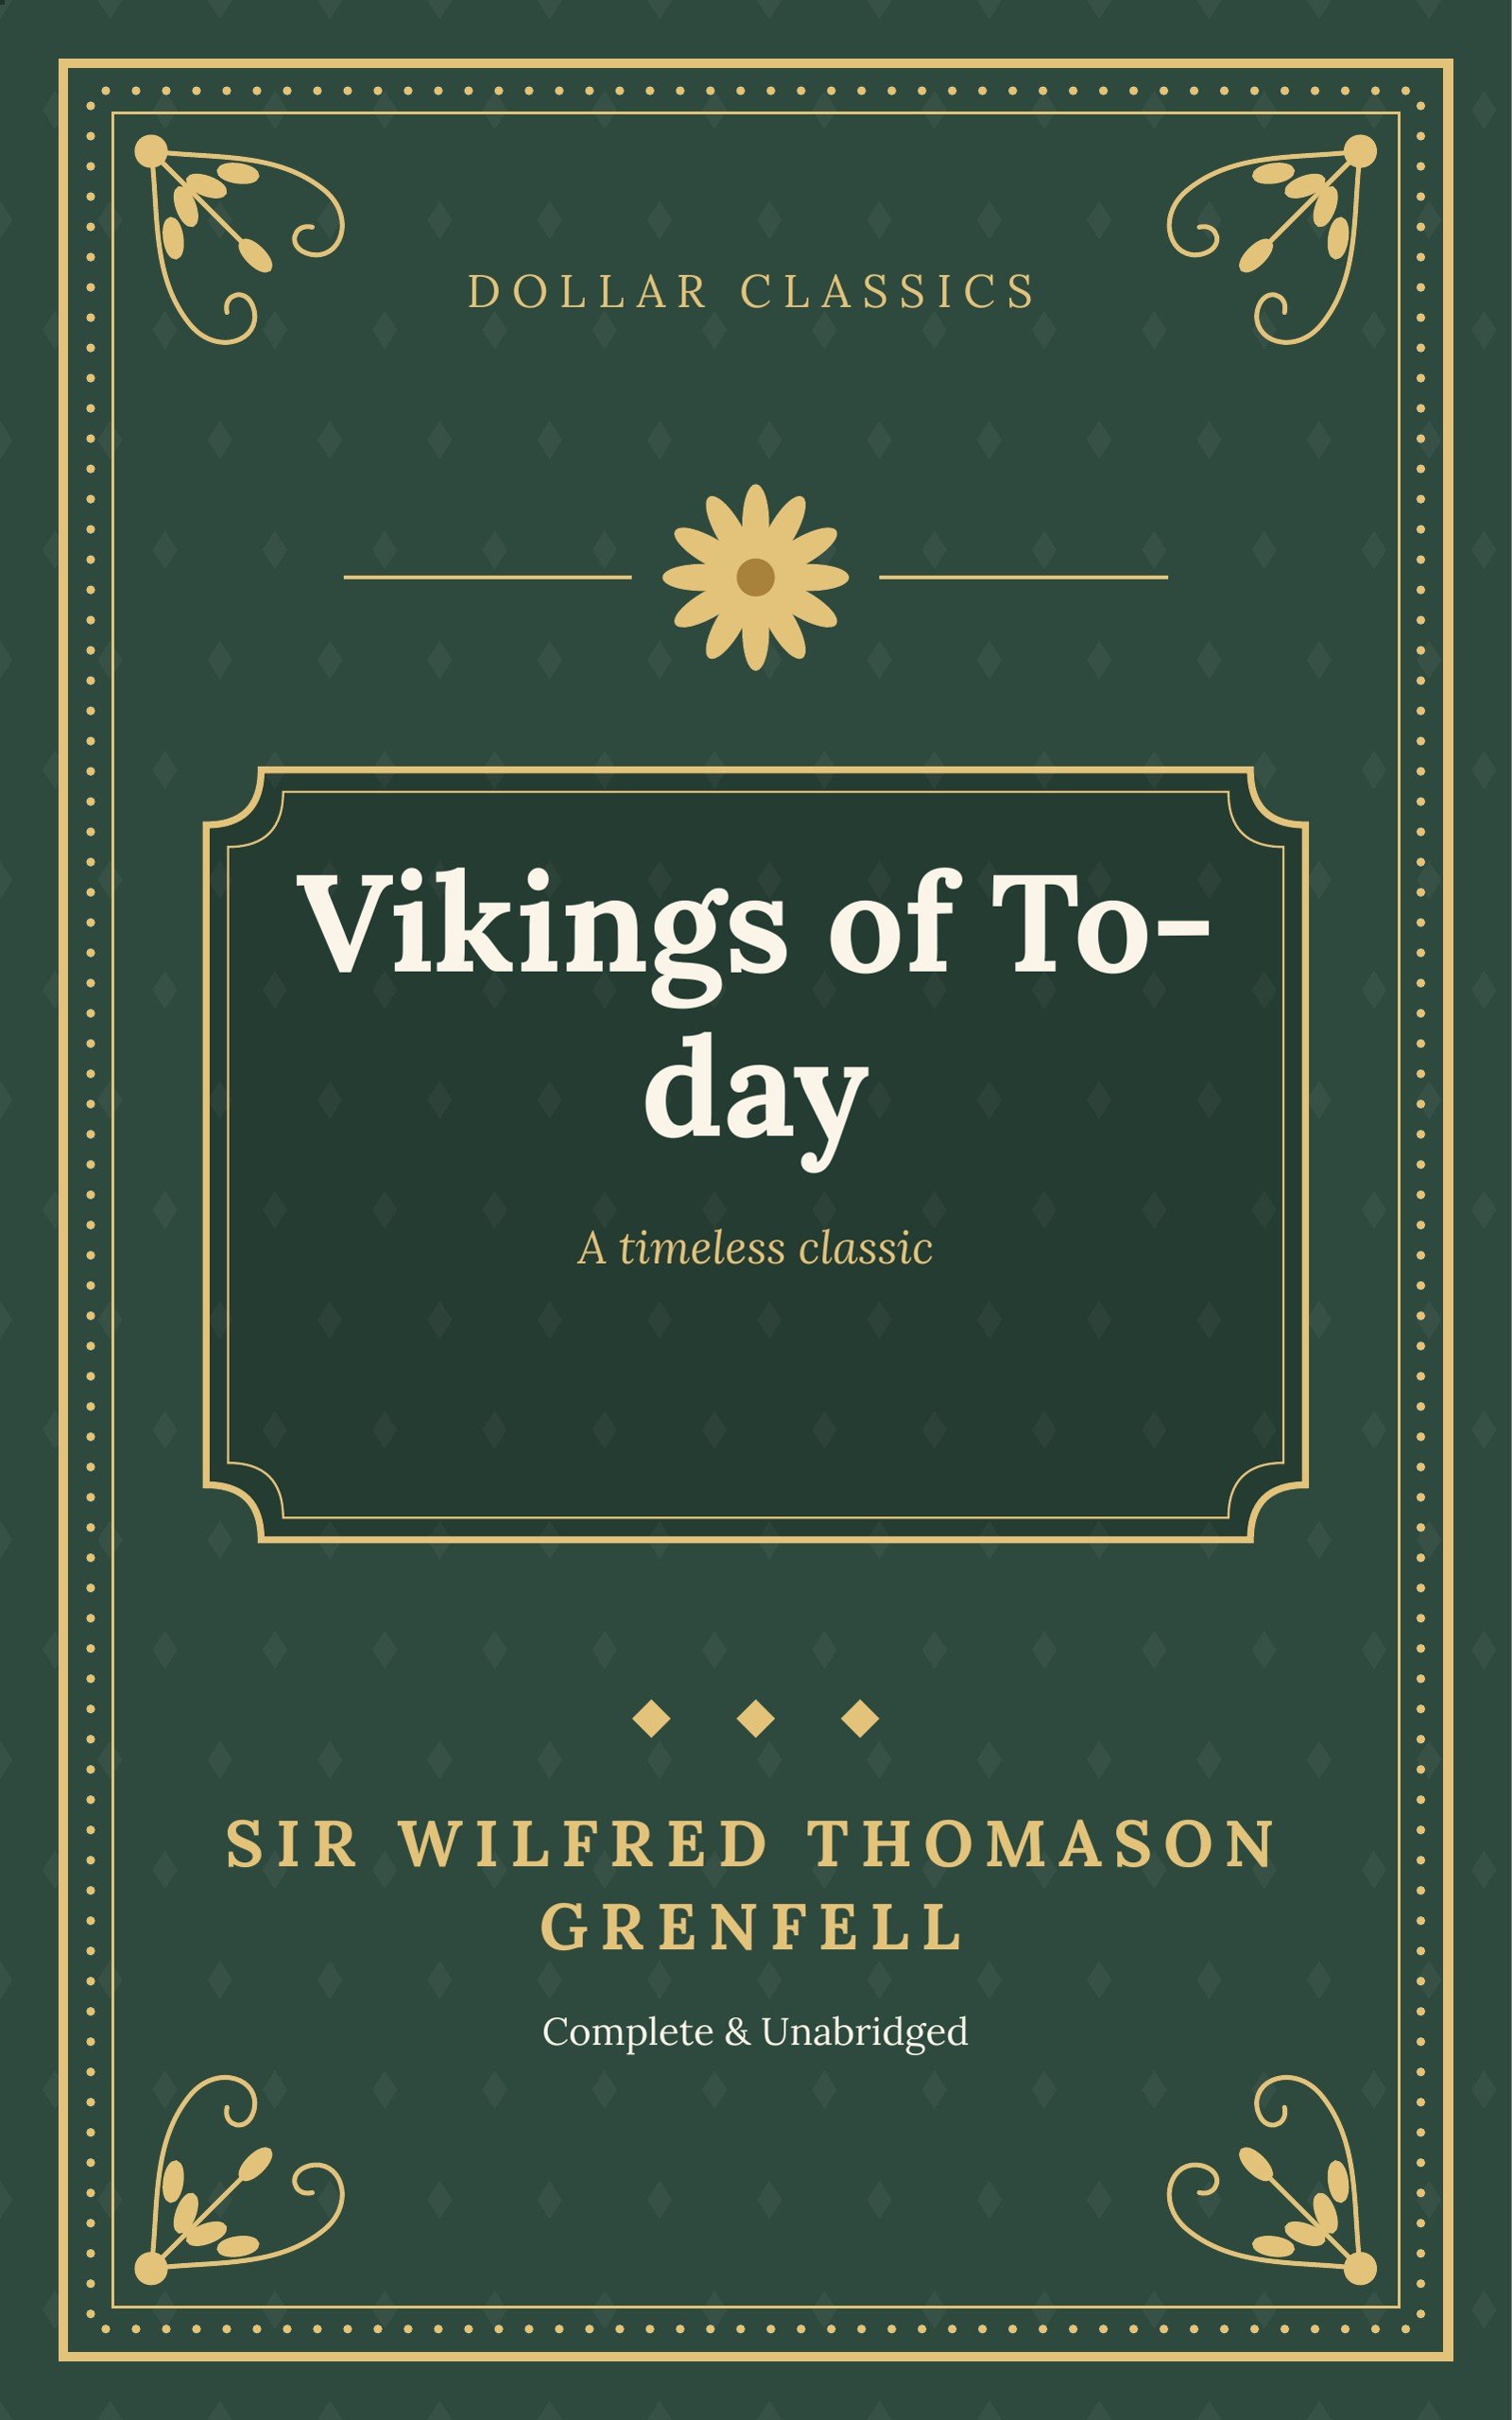 DOLLAR CLASSICS
Vikings of To-
day
A timeless classic
SIR WILFRED THOMASON
GRENFELL
Complete & Unabridged